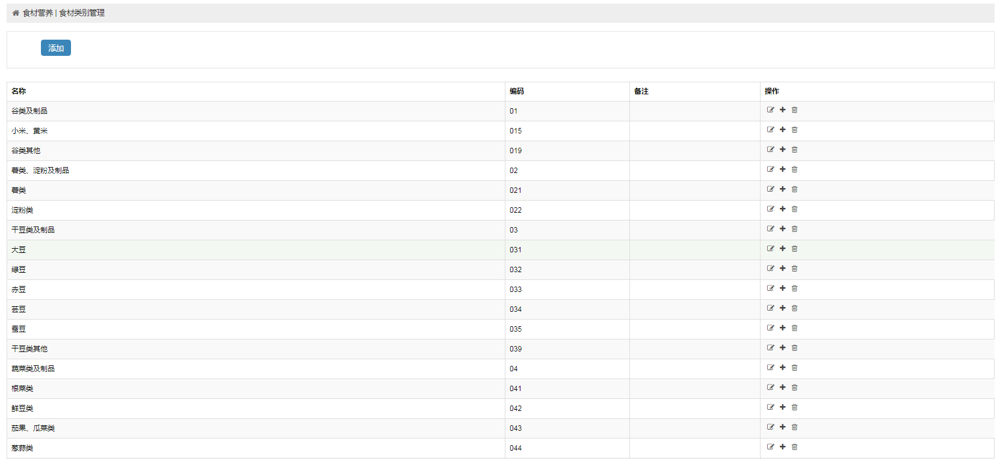 食材营养 | 食材类别管理
添加
名称 编码 备注 操作
谷类及制品 01
小米、黄米 015
谷类其他 019
薯类、淀粉及制品 02
薯类 021
淀粉类 022
干豆类及制品 03
大豆 031
绿豆 032
赤豆 033
芸豆 034
蚕豆 035
干豆类其他 039
蔬菜类及制品 04
根菜类 041
鲜豆类 042
茄果、瓜菜类 043
葱蒜类 044